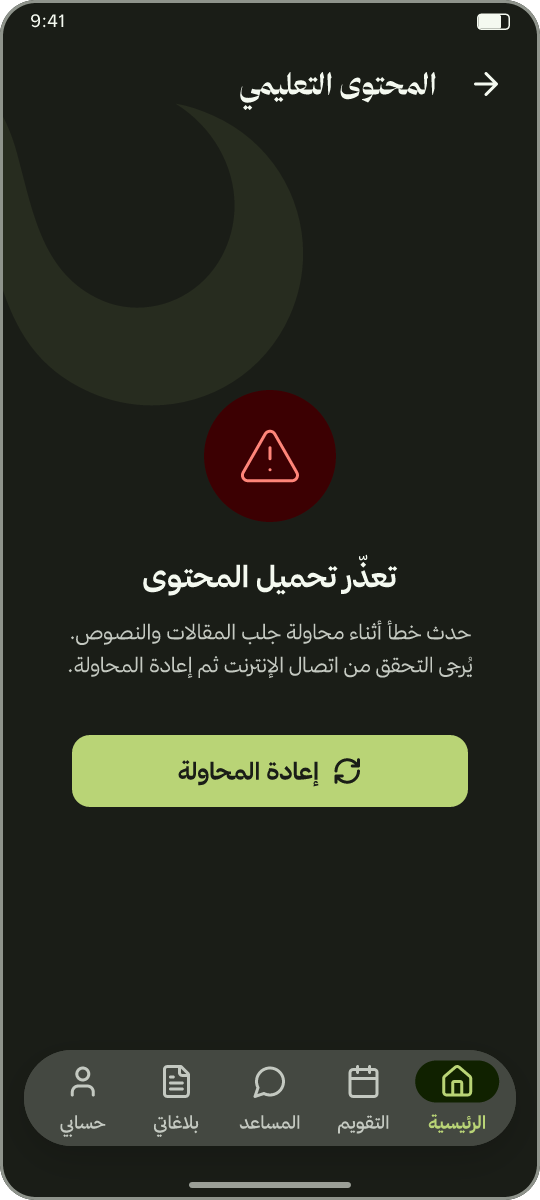 9:41
المحتوى التعليمي
تعذّر تحميل المحتوى
حدث خطأ أثناء محاولة جلب المقالات والنصوص.
يُرجى التحقق من اتصال الإنترنت ثم إعادة المحاولة.
إعادة المحاولة
الرئيسية
التقويم
المساعد
بلاغاتي
حسابي